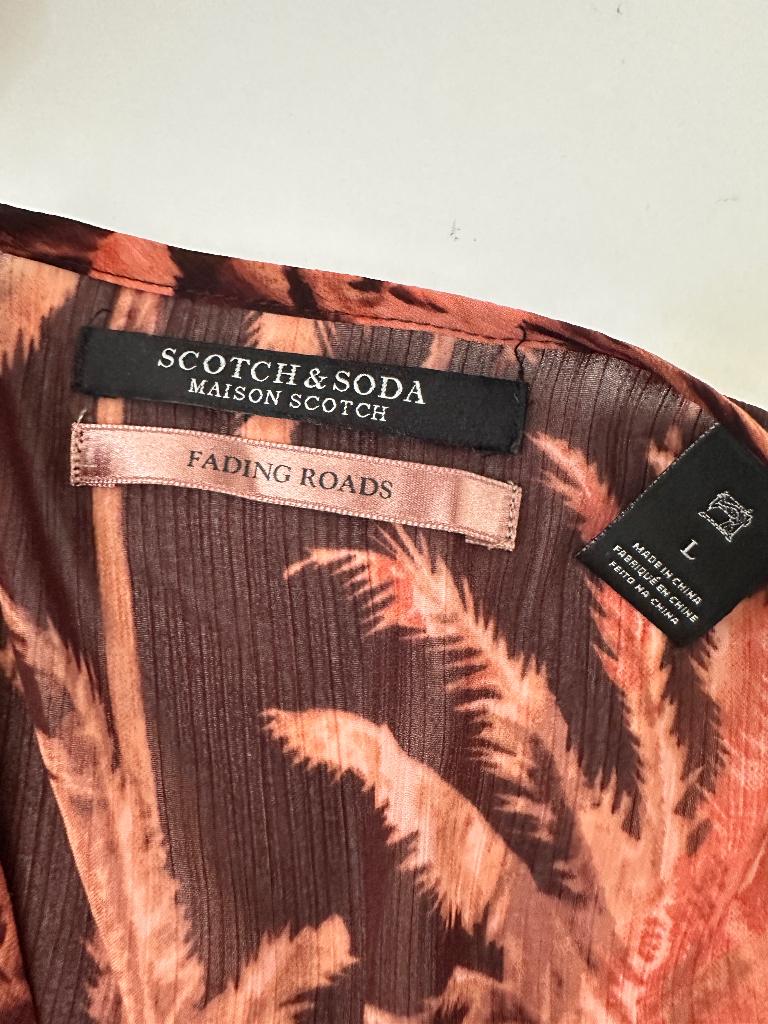 SCOTCH & SODA
MAISON SCOTCH
FADING ROADS
L
MADE IN CHINA
FABRIQUÉ EN CHINE
FEITO NA CHINA